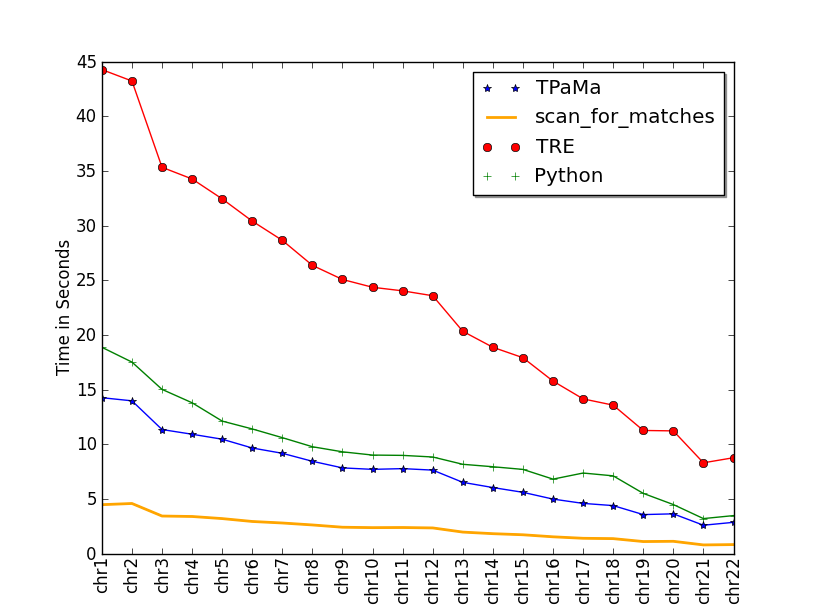 45
40
35
30
25
20
15
10
5
0
Time in Seconds
TPaMa
scan_for_matches
TRE
Python
chr1
chr2
chr3
chr4
chr5
chr6
chr7
chr8
chr9
chr10
chr11
chr12
chr13
chr14
chr15
chr16
chr17
chr18
chr19
chr20
chr21
chr22